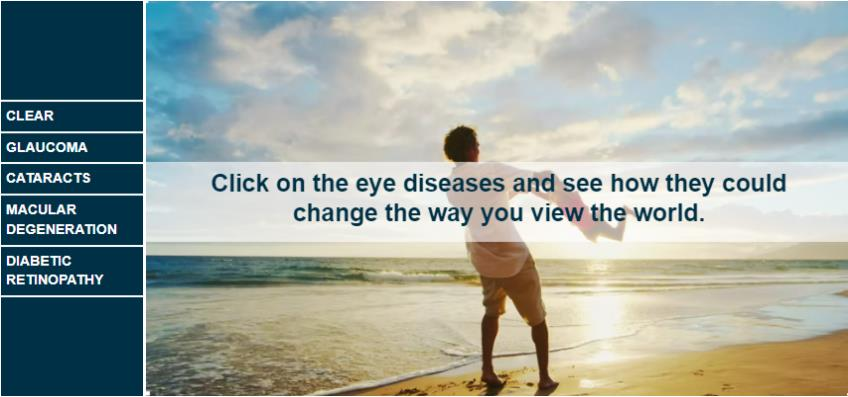 CLEAR
GLAUCOMA
CATARACTS
MACULAR
DEGENERATION
DIABETIC
RETINOPATHY
Click on the eye diseases and see how they could
change the way you view the world.